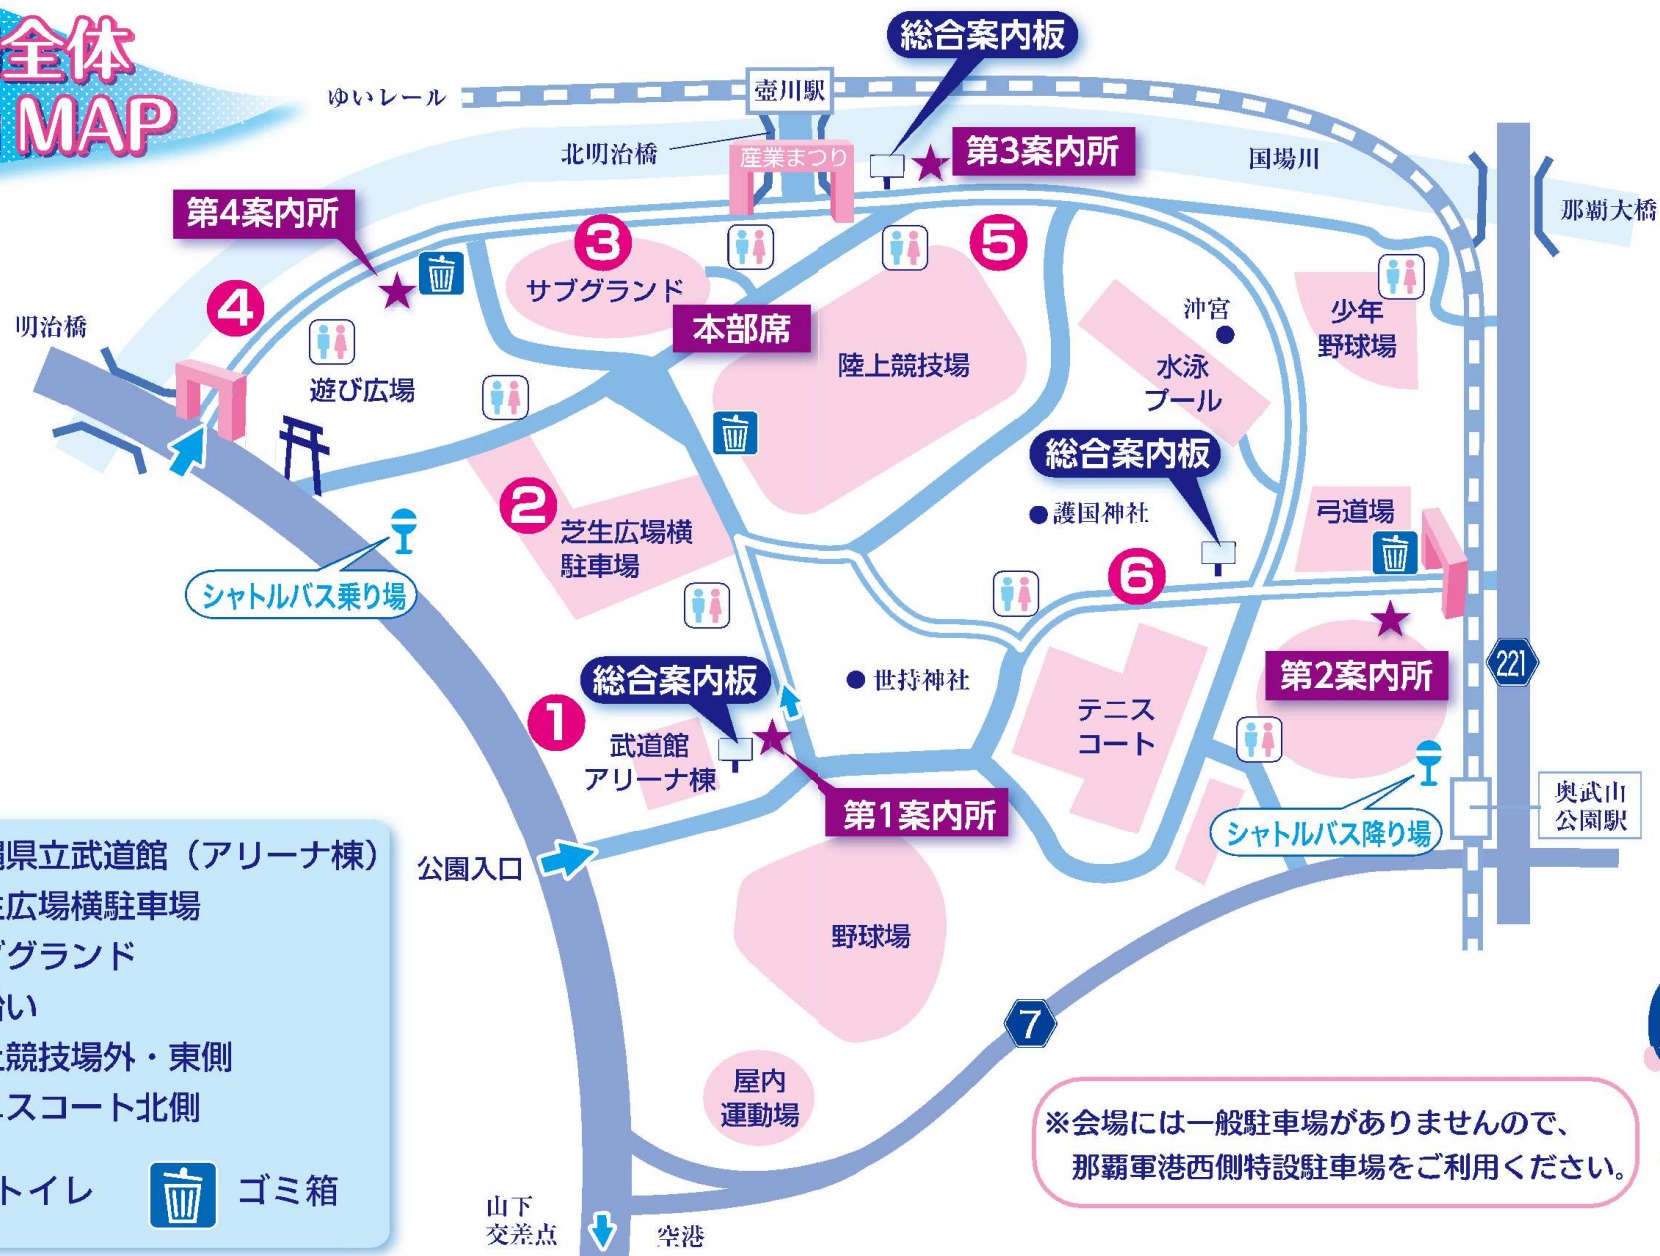 全体
MAP
総合案内板
ゆいレール
壺川駅
北明治橋
産業まつり
第3案内所
国場川
那覇大橋
第4案内所
3
サブグランド
5
4
明治橋
本部席
陸上競技場
沖宮
水泳
プール
少年
野球場
遊び広場
総合案内板
2
芝生広場横
駐車場
護国神社
弓道場
シャトルバス乗り場
6
総合案内板
世持神社
第2案内所
221
1
武道館
アリーナ棟
テニス
コート
第1案内所
シャトルバス降り場
奥武山
公園駅
公園入口
野球場
7
屋内
運動場
山下
交差点
空港
県立武道館（アリーナ棟）
広場横駐車場
グランド
い
競技場外・東側
スコート北側
トイレ
ゴミ箱
※会場には一般駐車場がありませんので、
那覇軍港西側特設駐車場をご利用ください。